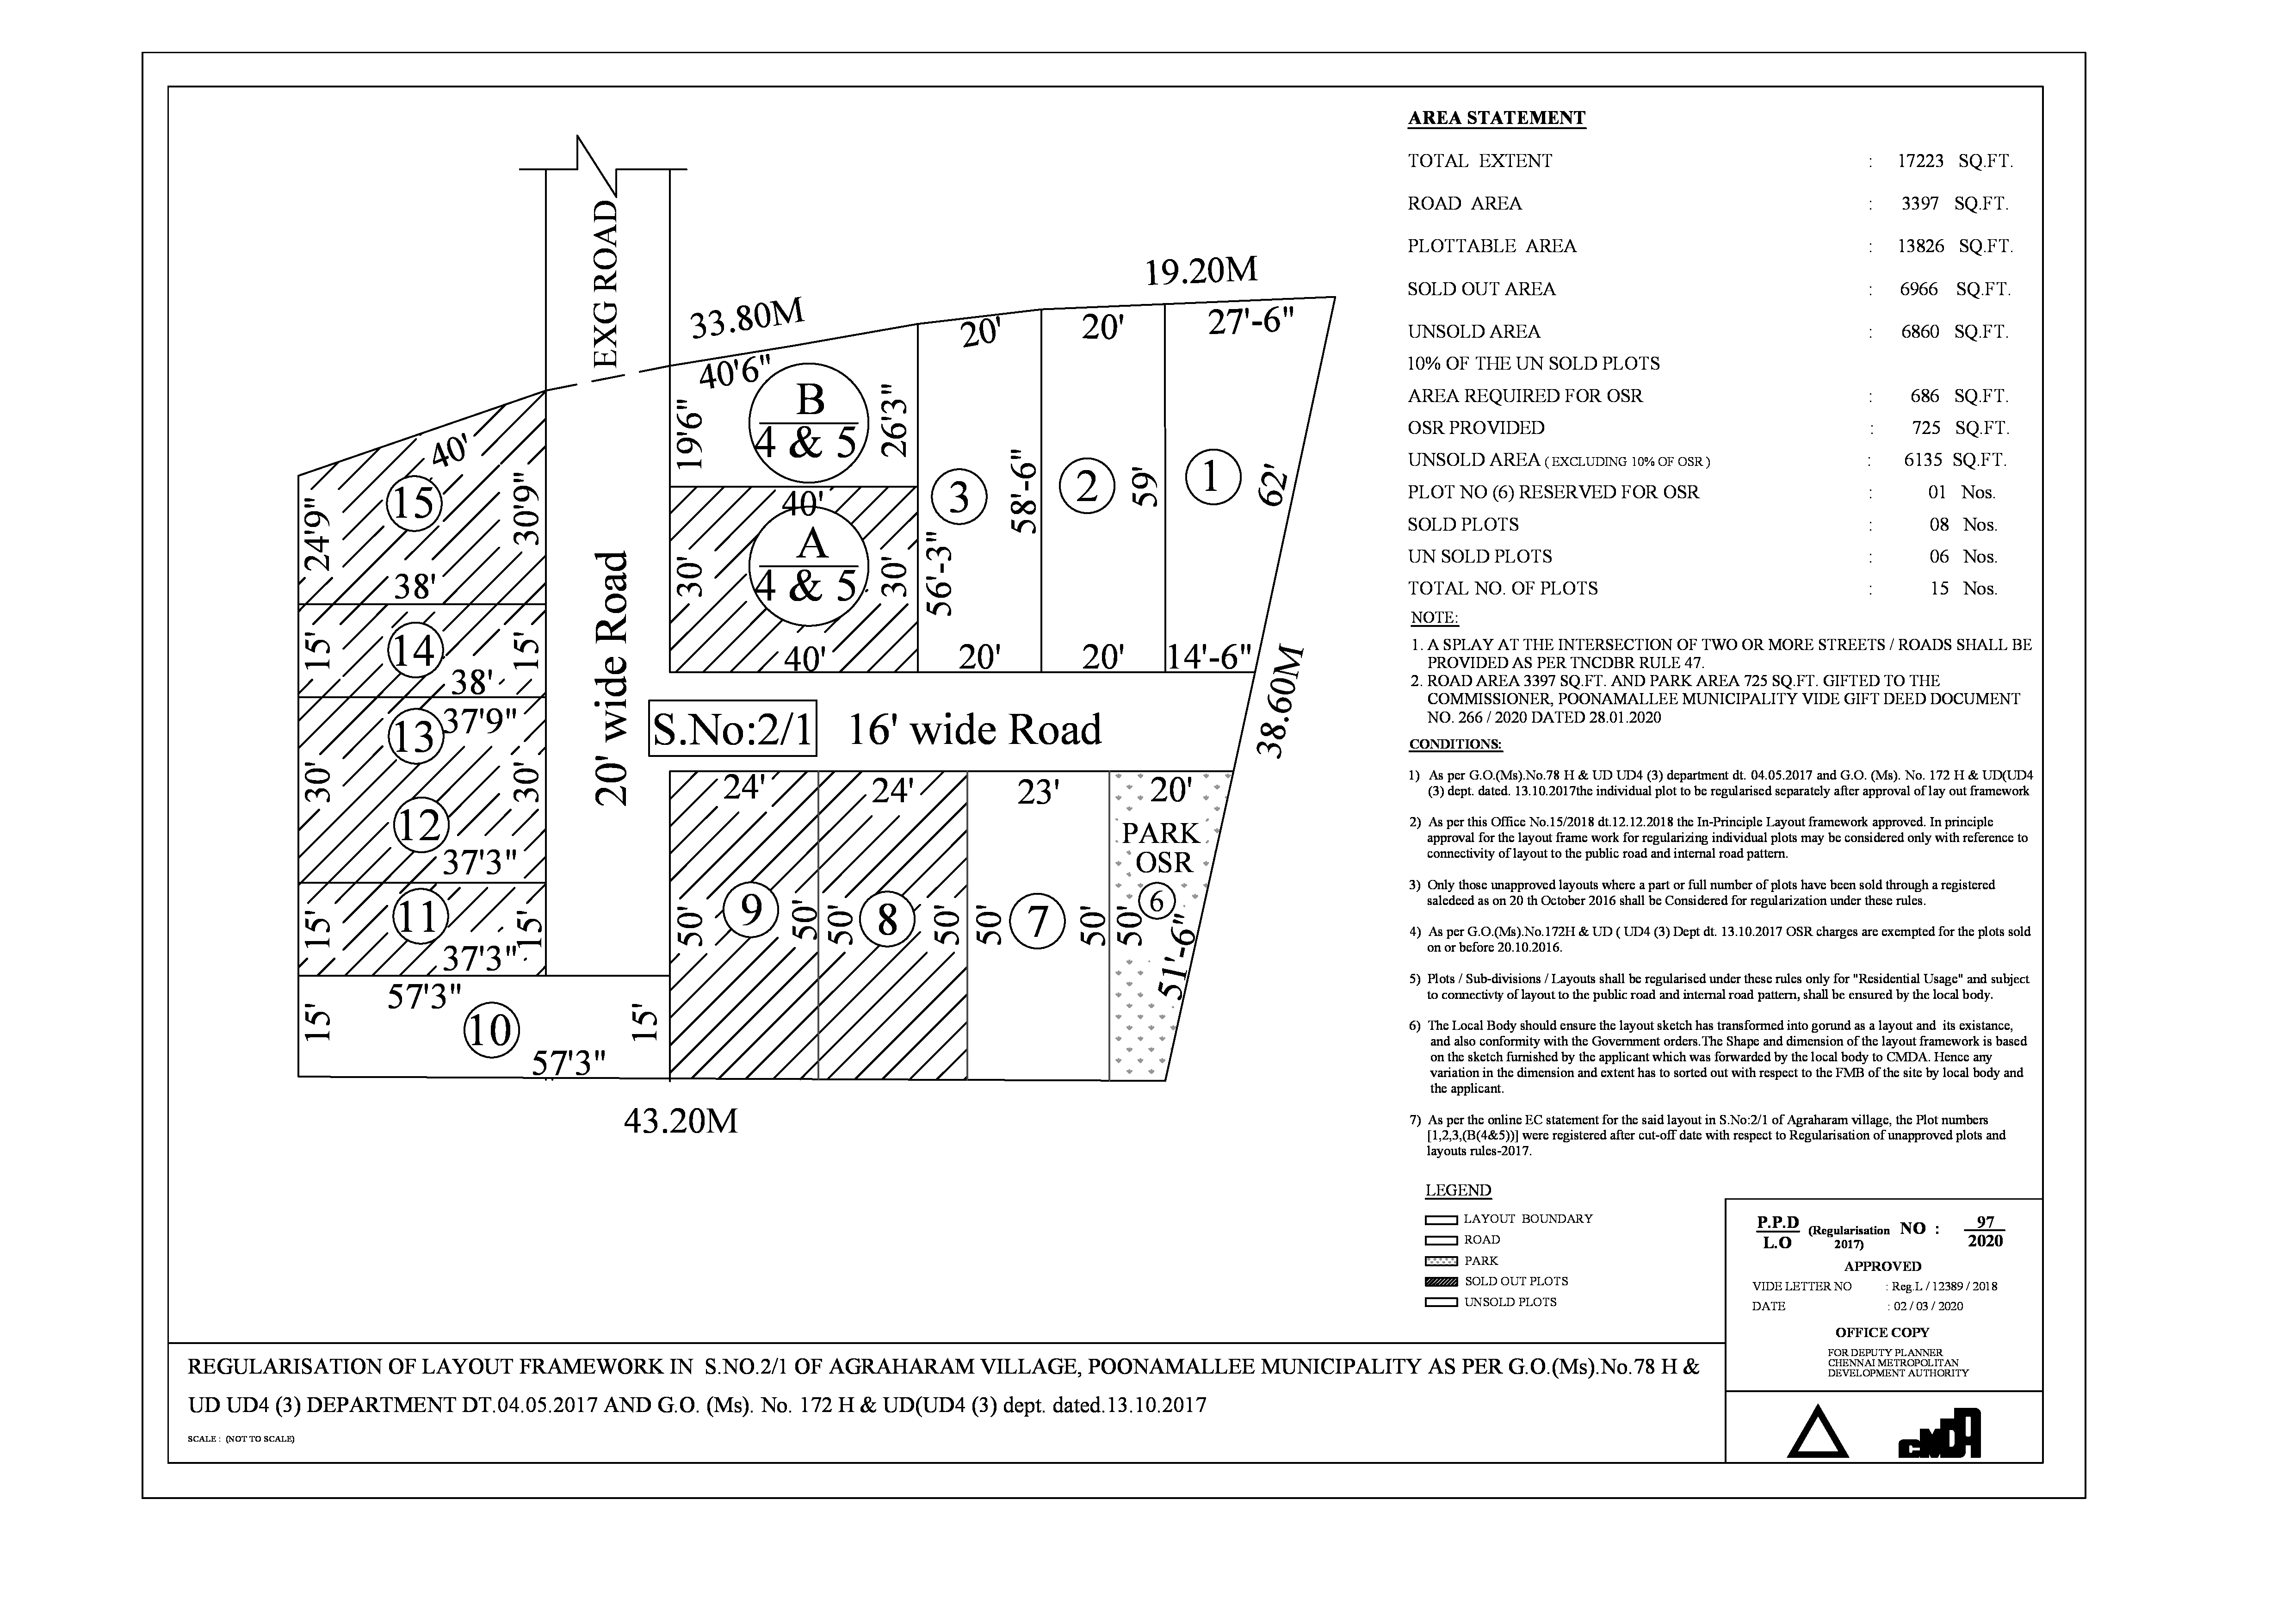 EXG ROAD
33.80M
19.20M
40'6"
20'
20'
27'-6"
B
4 & 5
19'6"
26'3"
40'
15
24'9"
30'9"
38'
3
58'-6"
2
59'
1
62'
40'
A
4 & 5
30'
30'
56'-3"
40'
20'
20'
14'-6"
15'
14
15'
38'
20' wide Road
38.60M
S.No:2/1
16' wide Road
37'9"
13
30'
30'
12
37'3"
24'
24'
23'
20'
PARK
OSR
6
15'
11
15'
37'3"
50'
9
50'
50'
8
50'
50'
7
50'
50'
51'-6"
57'3"
15'
10
15'
57'3"
43.20M
AREA STATEMENT
TOTAL EXTENT : 17223 SQ.FT.
ROAD AREA : 3397 SQ.FT.
PLOTTABLE AREA : 13826 SQ.FT.
SOLD OUT AREA : 6966 SQ.FT.
UNSOLD AREA : 6860 SQ.FT.
10% OF THE UN SOLD PLOTS
AREA REQUIRED FOR OSR : 686 SQ.FT.
OSR PROVIDED : 725 SQ.FT.
UNSOLD AREA ( EXCLUDING 10% OF OSR ) : 6135 SQ.FT.
PLOT NO (6) RESERVED FOR OSR : 01 Nos.
SOLD PLOTS : 08 Nos.
UN SOLD PLOTS : 06 Nos.
TOTAL NO. OF PLOTS : 15 Nos.
NOTE:
1. A SPLAY AT THE INTERSECTION OF TWO OR MORE STREETS / ROADS SHALL BE
PROVIDED AS PER TNCDBR RULE 47.
2. ROAD AREA 3397 SQ.FT. AND PARK AREA 725 SQ.FT. GIFTED TO THE
COMMISSIONER, POONAMALLEE MUNICIPALITY VIDE GIFT DEED DOCUMENT
NO. 266 / 2020 DATED 28.01.2020
CONDITIONS:
1) As per G.O.(Ms).No.78 H & UD UD4 (3) department dt. 04.05.2017 and G.O. (Ms). No. 172 H & UD(UD4
(3) dept. dated. 13.10.2017the individual plot to be regularised separately after approval of lay out framework
2) As per this Office No.15/2018 dt.12.12.2018 the In-Principle Layout framework approved. In principle
approval for the layout frame work for regularizing individual plots may be considered only with reference to
connectivity of layout to the public road and internal road pattern.
3) Only those unapproved layouts where a part or full number of plots have been sold through a registered
saledeed as on 20 th October 2016 shall be Considered for regularization under these rules.
4) As per G.O.(Ms).No.172H & UD ( UD4 (3) Dept dt. 13.10.2017 OSR charges are exempted for the plots sold
on or before 20.10.2016.
5) Plots / Sub-divisions / Layouts shall be regularised under these rules only for "Residential Usage" and subject
to connectivty of layout to the public road and internal road pattern, shall be ensured by the local body.
6) The Local Body should ensure the layout sketch has transformed into gorund as a layout and its existance,
and also conformity with the Government orders.The Shape and dimension of the layout framework is based
on the sketch furnished by the applicant which was forwarded by the local body to CMDA. Hence any
variation in the dimension and extent has to sorted out with respect to the FMB of the site by local body and
the applicant.
7) As per the online EC statement for the said layout in S.No:2/1 of Agraharam village, the Plot numbers
[1,2,3,(B(4&5))] were registered after cut-off date with respect to Regularisation of unapproved plots and
layouts rules-2017.
LEGEND
LAYOUT BOUNDARY
ROAD
PARK
SOLD OUT PLOTS
UNSOLD PLOTS
P.P.D
L.O
(Regularisation
2017)
NO :
97
2020
APPROVED
VIDE LETTER NO : Reg.L / 12389 / 2018
DATE : 02 / 03 / 2020
OFFICE COPY
FOR DEPUTY PLANNER
CHENNAI METROPOLITAN
DEVELOPMENT AUTHORITY
CMDA
REGULARISATION OF LAYOUT FRAMEWORK IN S.NO.2/1 OF AGRAHARAM VILLAGE, POONAMALLEE MUNICIPALITY AS PER G.O.(Ms).No.78 H &
UD UD4 (3) DEPARTMENT DT.04.05.2017 AND G.O. (Ms). No. 172 H & UD(UD4 (3) dept. dated.13.10.2017
SCALE : (NOT TO SCALE)